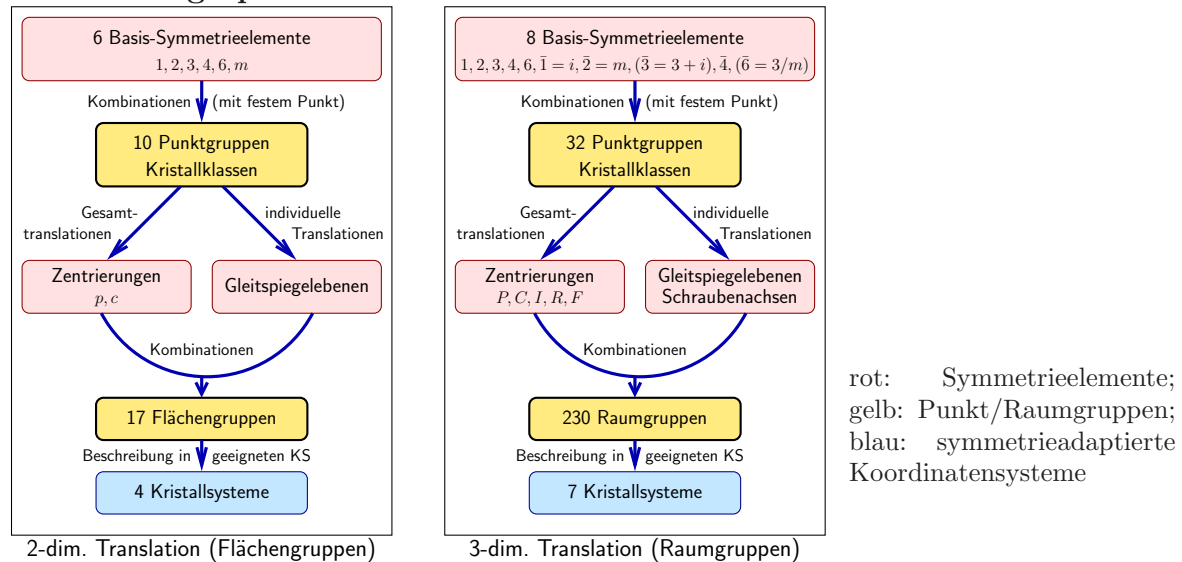 6 Basis-Symmetrieelemente
1, 2, 3, 4, 6, m
Kombinationen (mit festem Punkt)
10 Punktgruppen
Kristallklassen
Gesamt-
translationen
individuelle
Translationen
Zentrierungen
p, c
Gleitspiegelebenen
Kombinationen
17 Flächengruppen
Beschreibung in geeigneten KS
4 Kristallsysteme
2-dim. Translation (Flächengruppen)
8 Basis-Symmetrieelemente
1, 2, 3, 4, 6, 1̄ = i, 2̄ = m, (3̄ = 3 + i), 4̄, (6̄ = 3/m)
Kombinationen (mit festem Punkt)
32 Punktgruppen
Kristallklassen
Gesamt-
translationen
individuelle
Translationen
Zentrierungen
P, C, I, R, F
Gleitspiegelebenen
Schraubenachsen
Kombinationen
230 Raumgruppen
Beschreibung in geeigneten KS
7 Kristallsysteme
3-dim. Translation (Raumgruppen)
rot: Symmetrieelemente;
gelb: Punkt/Raumgruppen;
blau: symmetrieadaptierte
Koordinatensysteme